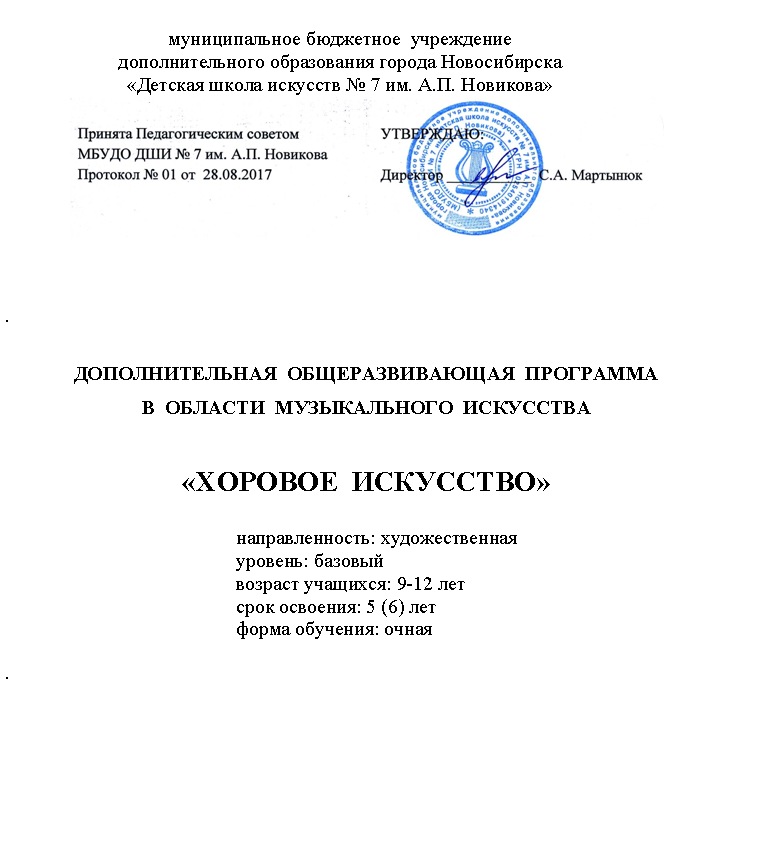 муниципальное бюджетное учреждение
дополнительного образования города Новосибирска
«Детская школа искусств № 7 им. А.П. Новикова»
Принята Педагогическим советом
МБУДО ДШИ № 7 им. А.П. Новикова
Протокол № 01 от 28.08.2017
УТВЕРЖДАЮ:
Директор ____________ С.А. Мартынюк
ДОПОЛНИТЕЛЬНАЯ ОБЩЕРАЗВИВАЮЩАЯ ПРОГРАММА
В ОБЛАСТИ МУЗЫКАЛЬНОГО ИСКУССТВА
«ХОРОВОЕ ИСКУССТВО»
направленность: художественная
уровень: базовый
возраст учащихся: 9-12 лет
срок освоения: 5 (6) лет
форма обучения: очная